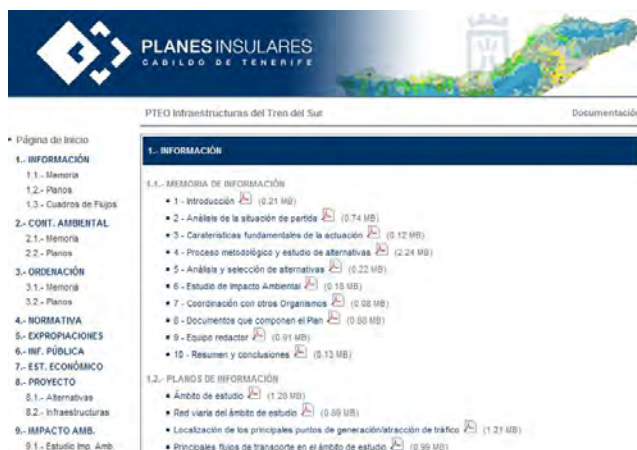 PLANES INSULARES
CABILDO DE TENERIFE
PTEO Infraestructuras del Tren del Sur
Documentación
Página de Inicio
1.- INFORMACIÓN
1.1.- Memoria
1.2.- Planos
1.3.- Cuadros de Flujos
2.- CONT. AMBIENTAL
2.1.- Memoria
2.2.- Planos
3.- ORDENACIÓN
3.1.- Memoria
3.2.- Planos
4.- NORMATIVA
5.- EXPROPIACIONES
6.- INF. PÚBLICA
7.- EST. ECONÓMICO
8.- PROYECTO
8.1.- Alternativas
8.2.- Infraestructuras
9.- IMPACTO AMB.
9.1.- Estudio Imp. Amb.
1.- INFORMACIÓN
1.1.- MEMORIA DE INFORMACIÓN
1 - Introducción (0.21 MB)
2 - Análisis de la situación de partida (0.74 MB)
3 - Caraterísticas fundamentales de la actuación (0.12 MB)
4 - Proceso metodológico y estudio de alternativas (2.24 MB)
5 - Análisis y selección de alternativas (0.22 MB)
6 - Estudio de Impacto Ambiental (0.18 MB)
7 - Coordinación con otros Organismos (0.08 MB)
8 - Documentos que componen el Plan MB)
9 - Equipo redactor (0.91 MB)
10 - Resumen y conclusiones (0.13 MB)
1.2.- PLANOS DE INFORMACIÓN
Ámbito de estudio (1.28 MB)
Red viaria del ámbito de estudio (0.89 MB)
Localización de los principales puntos de generación/atracción de tráfico (1.21 MB)
Principales flujos de transporte en el ámbito de estudio (0.99 MB)